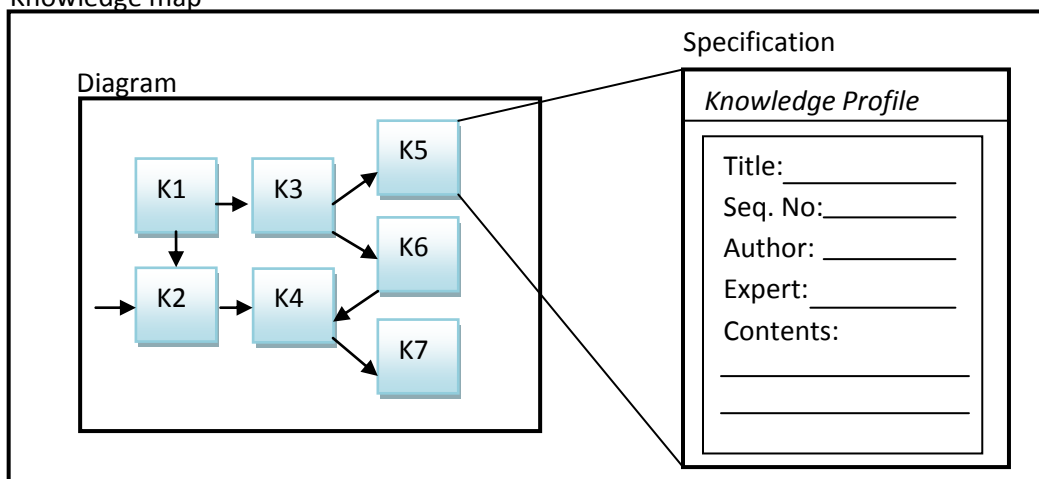 Knowledge map
Specification
Diagram
Knowledge Profile
K1
K3
K5
K6
K2
K4
K7
Title:
Seq. No:
Author:
Expert:
Contents: